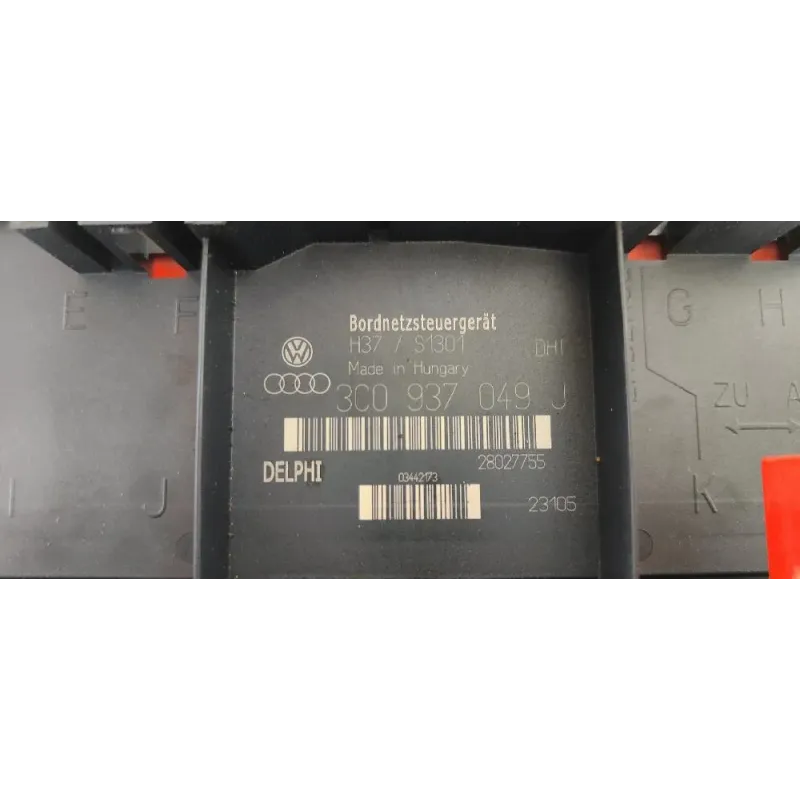 E F
G H
Bordnetzsteuergerät
H37 / S1301 DHI
Made in Hungary
3C0 937 049 J
ZU A
28027755
DELPHI
03442173
23105
I J
K